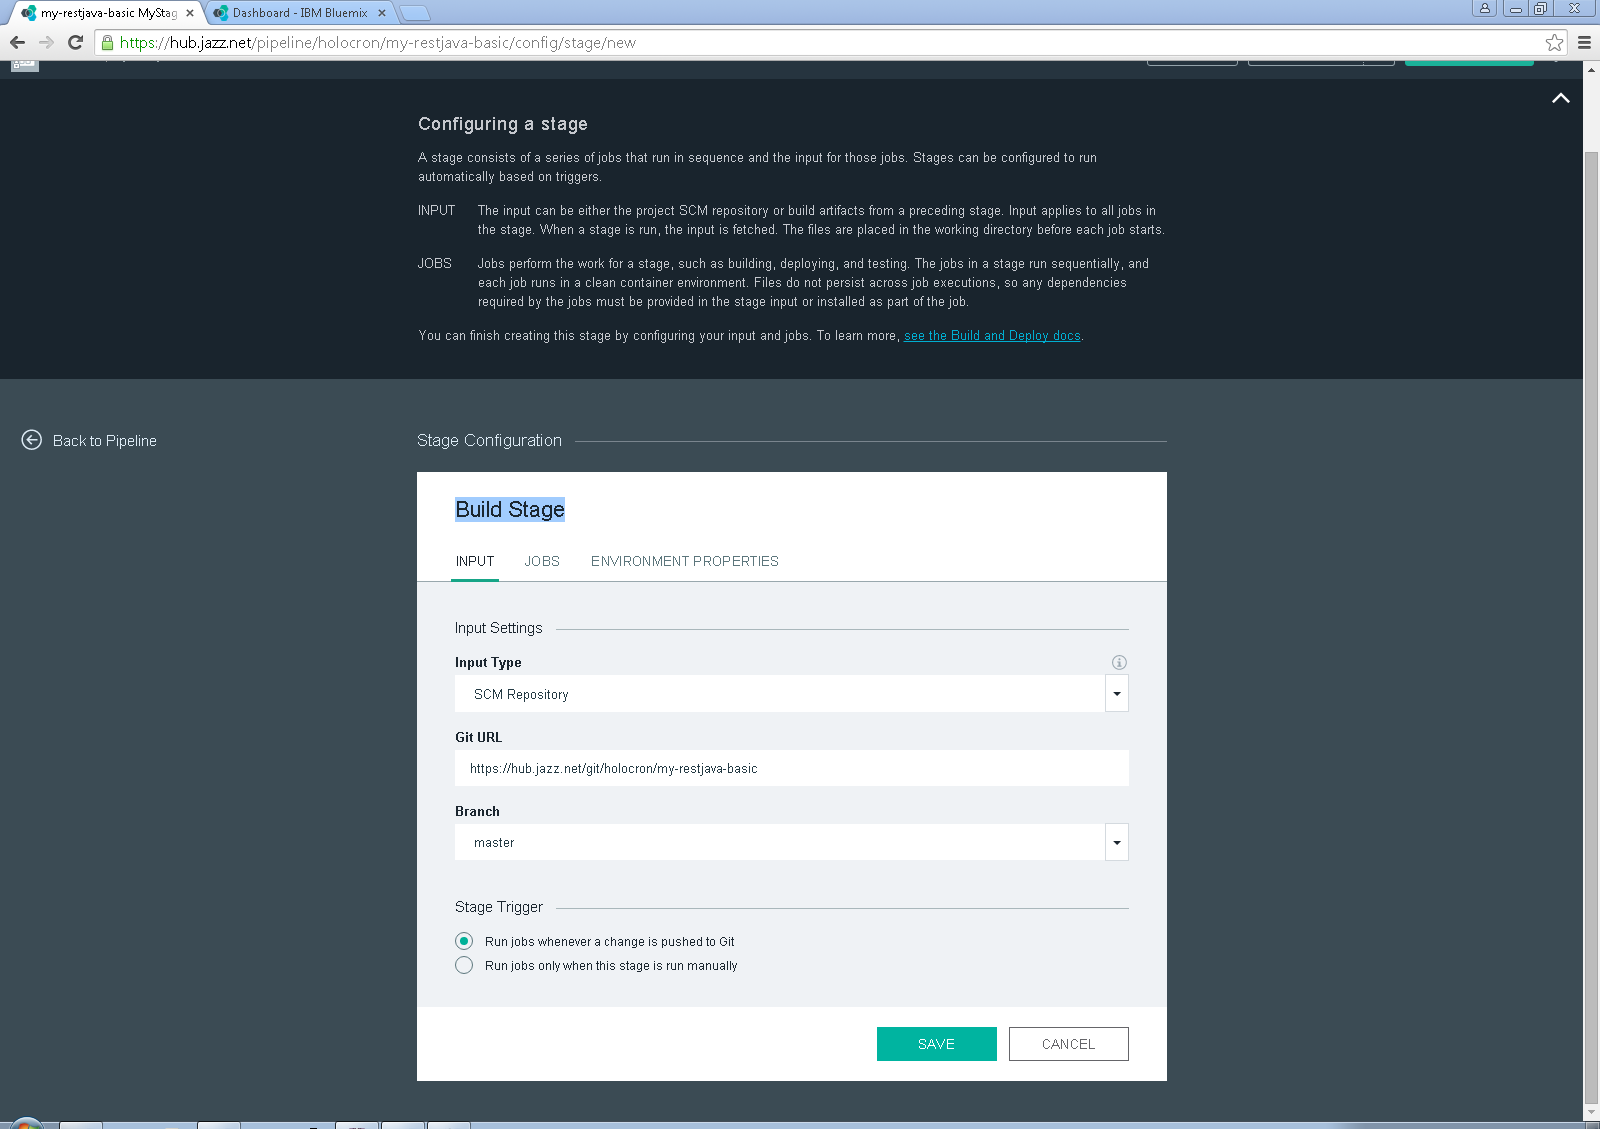 my-restjava-basic MyStag
Dashboard - IBM Bluemix
https://hub.jazz.net/pipeline/holocron/my-restjava-basic/config/stage/new
Configuring a stage
A stage consists of a series of jobs that run in sequence and the input for those jobs. Stages can be configured to run
automatically based on triggers.
INPUT The input can be either the project SCM repository or build artifacts from a preceding stage. Input applies to all jobs in
the stage. When a stage is run, the input is fetched. The files are placed in the working directory before each job starts.
JOBS Jobs perform the work for a stage, such as building, deploying, and testing. The jobs in a stage run sequentially, and
each job runs in a clean container environment. Files do not persist across job executions, so any dependencies
required by the jobs must be provided in the stage input or installed as part of the job.
You can finish creating this stage by configuring your input and jobs. To learn more, see the Build and Deploy docs.
Back to Pipeline
Stage Configuration
Build Stage
INPUT JOBS ENVIRONMENT PROPERTIES
Input Settings
Input Type
SCM Repository
Git URL
https://hub.jazz.net/git/holocron/my-restjava-basic
Branch
master
Stage Trigger
Run jobs whenever a change is pushed to Git
Run jobs only when this stage is run manually
SAVE CANCEL